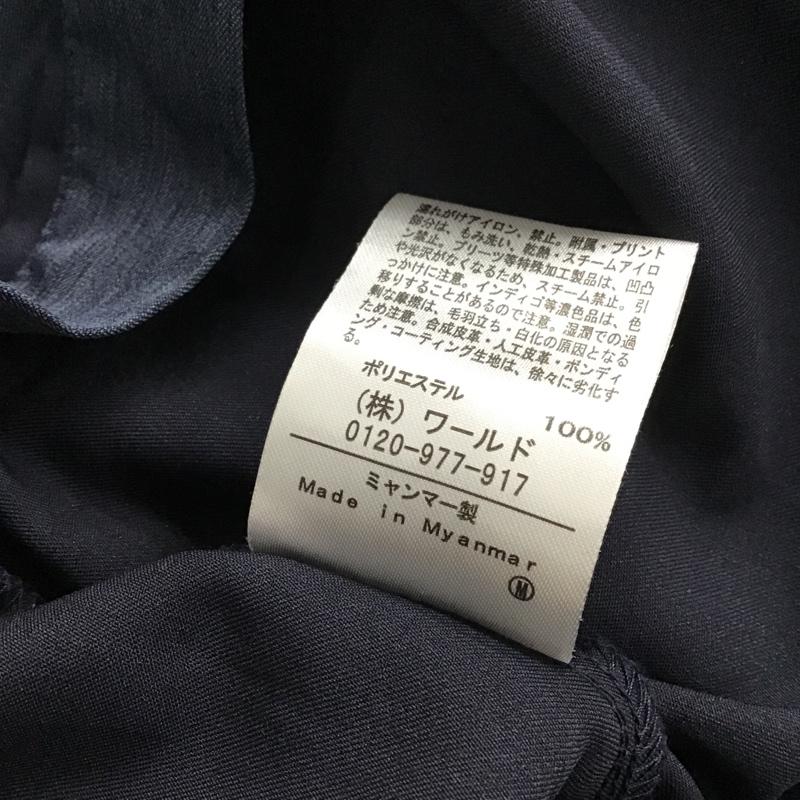 濡れがけアイロン、禁止。附属・プリント
部分は、もみ洗い、乾熱・スチームアイロ
ン禁止。プリーツ等特殊加工製品は、凹凸
や光沢がなくなるため、スチーム禁止。引
っかけに注意。インディゴ等濃色品は、色
移りすることがあるので注意。湿潤での過
剰な摩擦は、毛羽立ち・白化の原因となる
ため注意。合成皮革・人工皮革・ボンディ
ング・コーティング生地は、徐々に劣化す
る。
ポリエステル 100%
(株) ワールド
0120-977-917
ミャンマー製
Made in Myanmar
Ⓜ